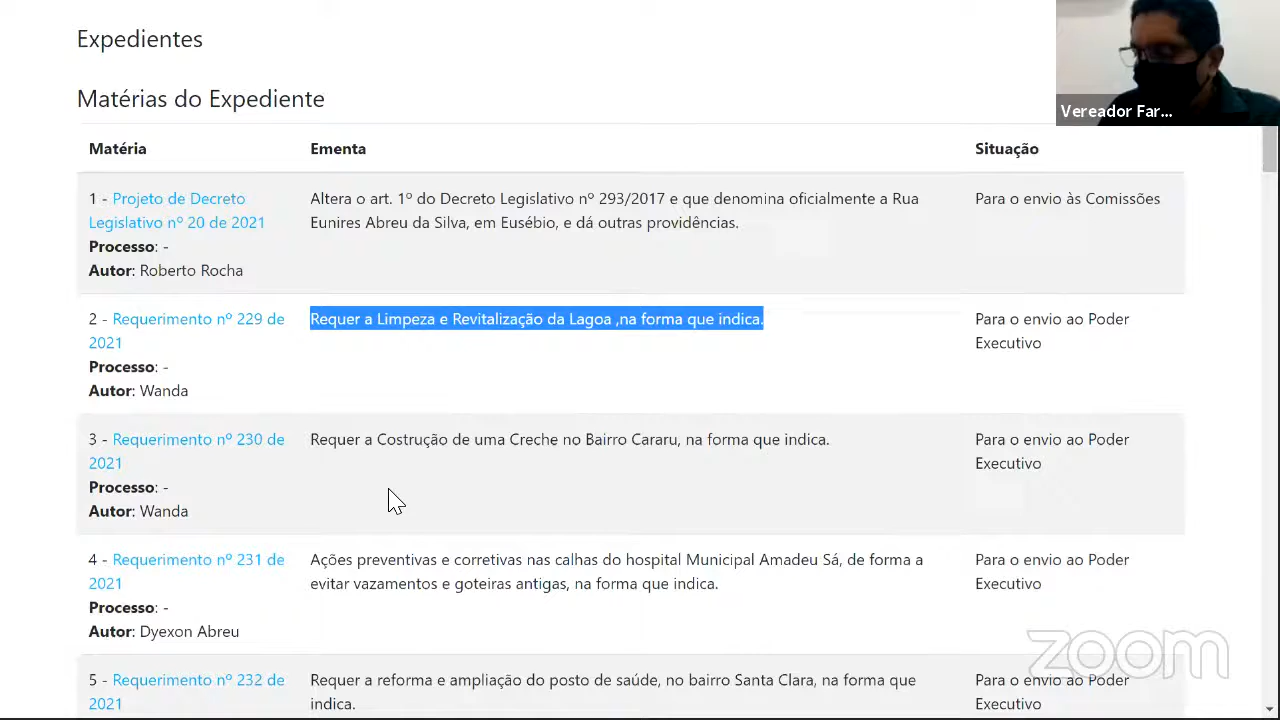 Expedientes
Vereador Far...
Matérias do Expediente
Matéria Ementa Situação
1 - Projeto de Decreto Legislativo nº 20 de 2021
Processo: -
Autor: Roberto Rocha
Altera o art. 1º do Decreto Legislativo nº 293/2017 e que denomina oficialmente a Rua
Eunires Abreu da Silva, em Eusébio, e dá outras providências.
Para o envio às Comissões
2 - Requerimento nº 229 de
2021
Processo: -
Autor: Wanda
Requer a Limpeza e Revitalização da Lagoa ,na forma que indica.
Para o envio ao Poder
Executivo
3 - Requerimento nº 230 de
2021
Processo: -
Autor: Wanda
Requer a Costrução de uma Creche no Bairro Cararu, na forma que indica.
Para o envio ao Poder
Executivo
4 - Requerimento nº 231 de
2021
Processo: -
Autor: Dyexon Abreu
Ações preventivas e corretivas nas calhas do hospital Municipal Amadeu Sá, de forma a
evitar vazamentos e goteiras antigas, na forma que indica.
Para o envio ao Poder
Executivo
5 - Requerimento nº 232 de
2021
Requer a reforma e ampliação do posto de saúde, no bairro Santa Clara, na forma que
indica.
Para o envio ao Poder
Executivo
zoom